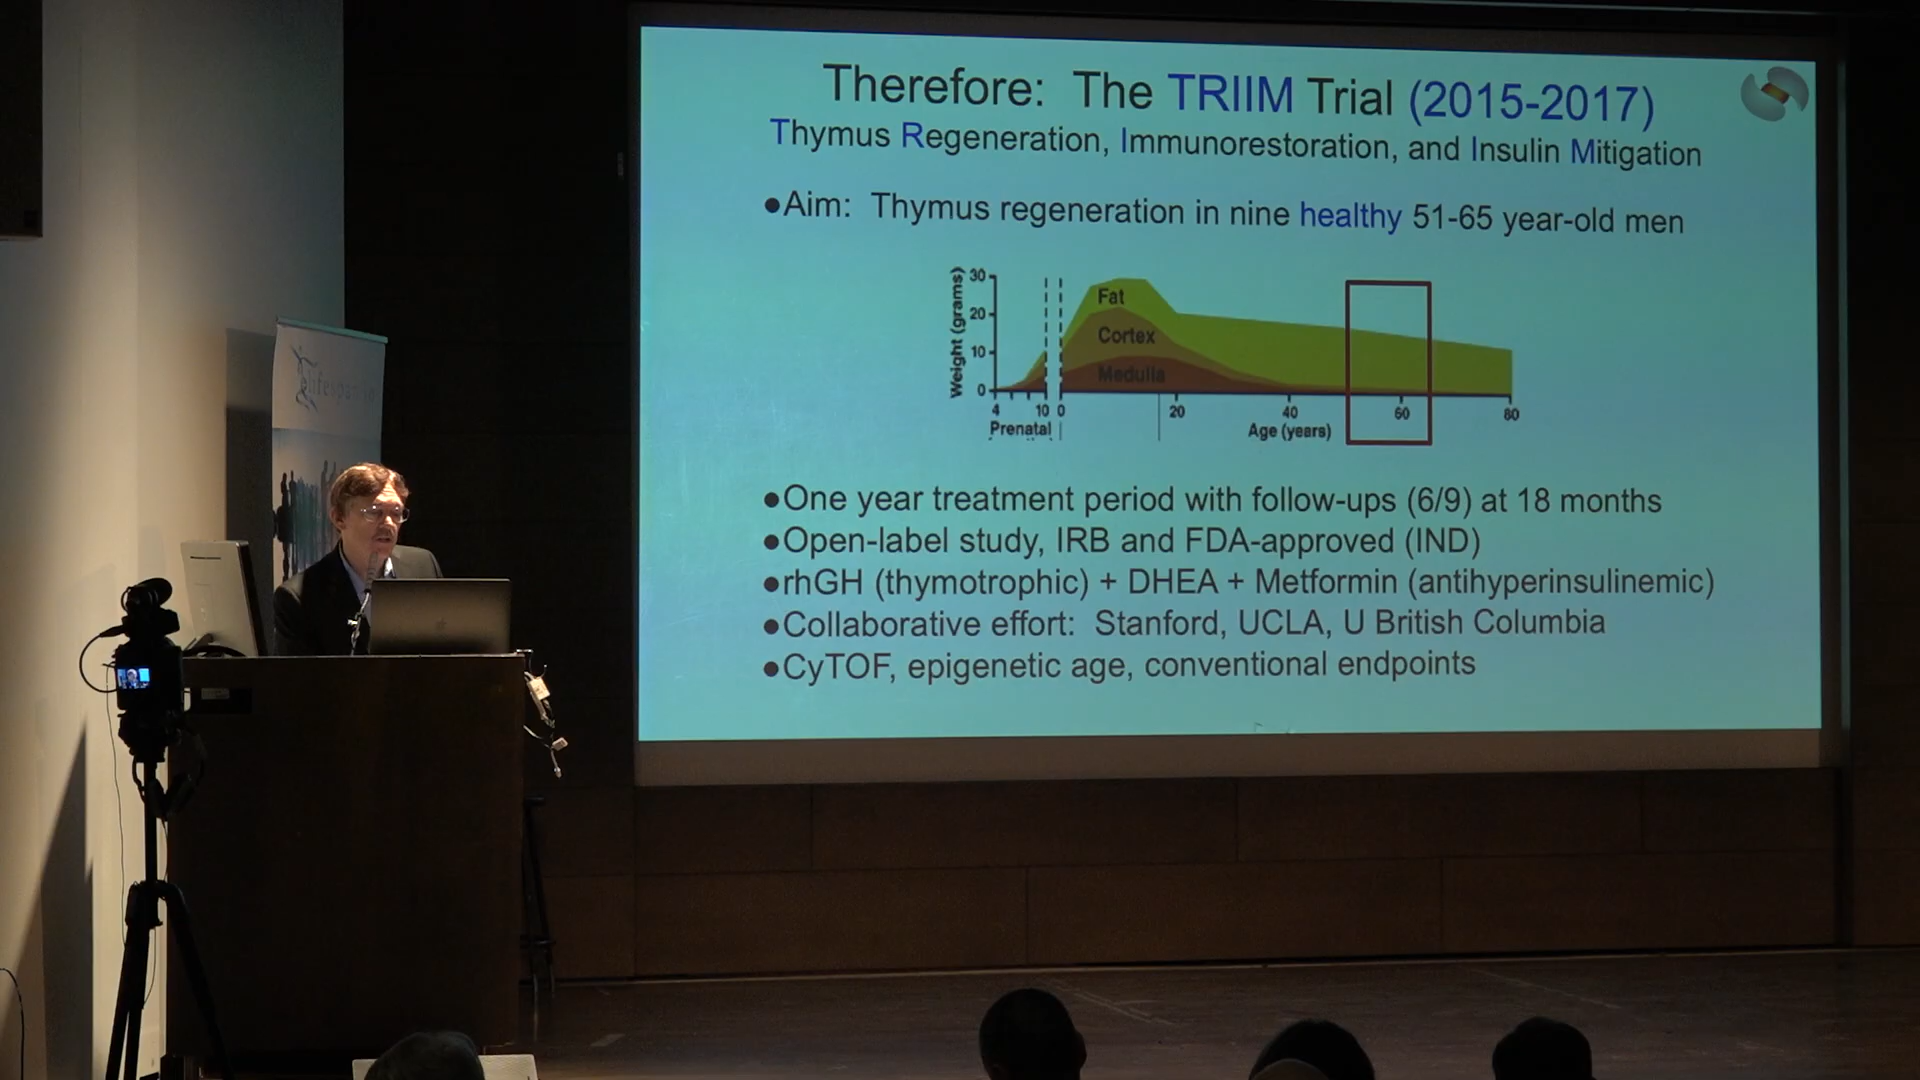 Therefore: The TRIIM Trial (2015-2017)
Thymus Regeneration, Immunorestoration, and Insulin Mitigation
●Aim: Thymus regeneration in nine healthy 51-65 year-old men
Weight (grams)
30
20
10
0
Fat
Cortex
Medulla
4 10 0 20 40 60 80
Prenatal
Age (years)
●One year treatment period with follow-ups (6/9) at 18 months
●Open-label study, IRB and FDA-approved (IND)
●rhGH (thymotrophic) + DHEA + Metformin (antihyperinsulinemic)
●Collaborative effort: Stanford, UCLA, U British Columbia
●CyTOF, epigenetic age, conventional endpoints